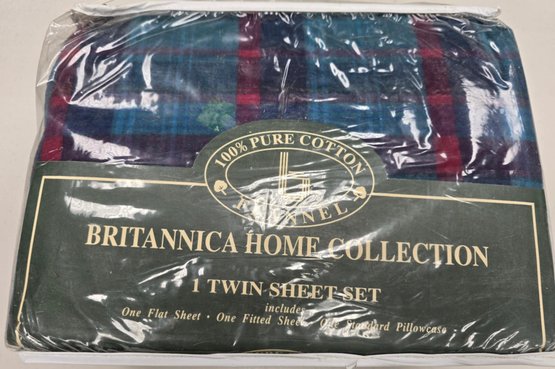 100% PURE COTTON
FLANNEL
BRITANNICA HOME COLLECTION
1 TWIN SHEET SET
includes
One Flat Sheet • One Fitted Sheet • One Standard Pillowcase